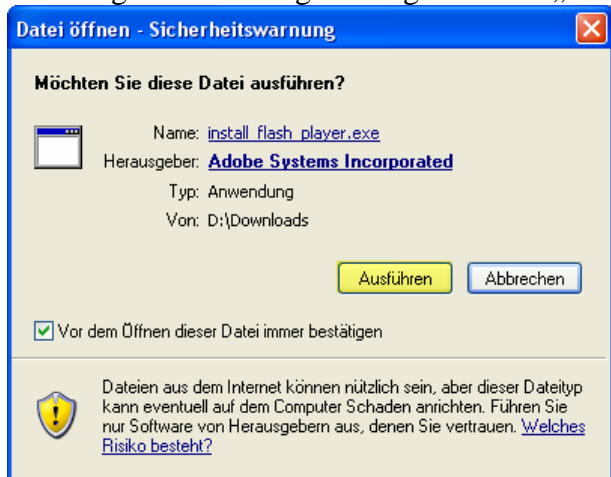 Datei öffnen - Sicherheitswarnung
Möchten Sie diese Datei ausführen?
Name: install_flash_player.exe
Herausgeber: Adobe Systems Incorporated
Typ: Anwendung
Von: D:\Downloads
Ausführen Abbrechen
Vor dem Öffnen dieser Datei immer bestätigen
Dateien aus dem Internet können nützlich sein, aber dieser Dateityp
kann eventuell auf dem Computer Schaden anrichten. Führen Sie
nur Software von Herausgebern aus, denen Sie vertrauen. Welches
Risiko besteht?